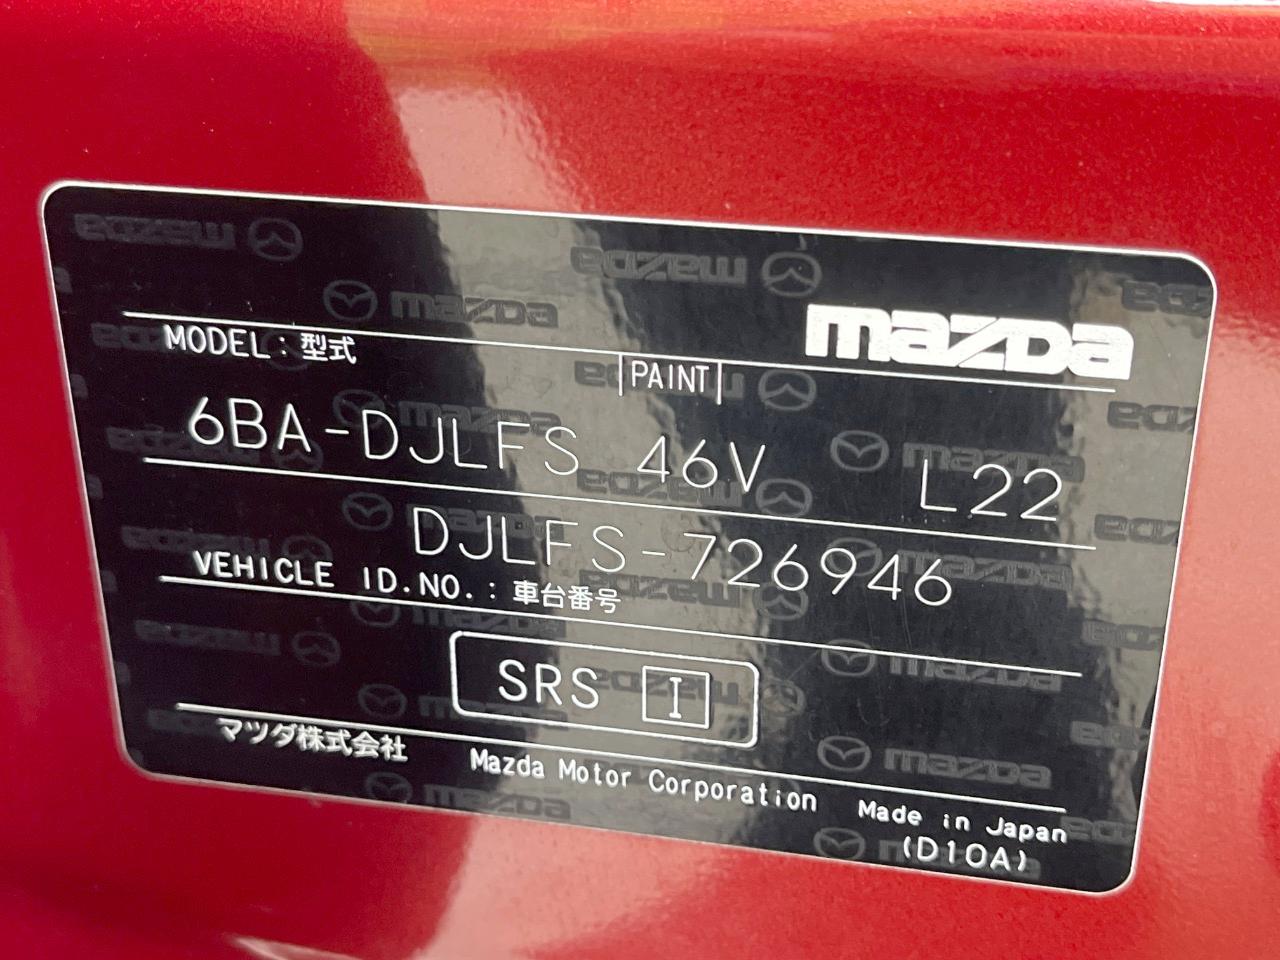 mazda
MODEL: 型式
PAINT
6BA-DJLFS 46V L22
DJLFS-726946
VEHICLE ID.NO.: 車台番号
SRS I
マツダ株式会社 Mazda Motor Corporation Made in Japan
(D10A)